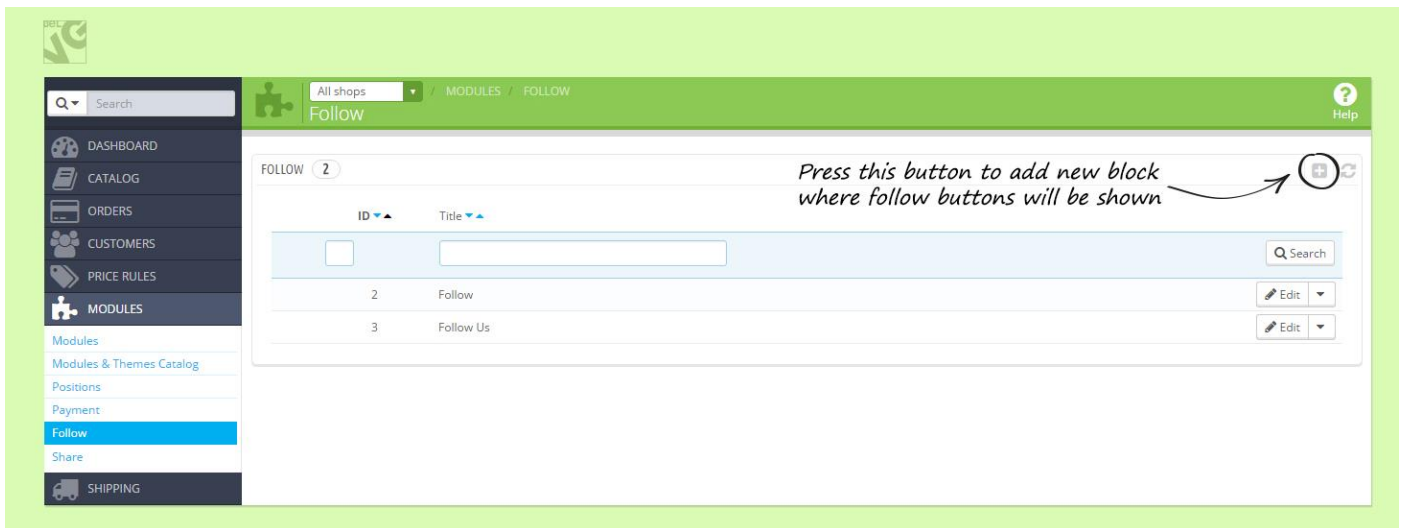 Search
All shops / MODULES / FOLLOW
Follow
Help
DASHBOARD
CATALOG
ORDERS
CUSTOMERS
PRICE RULES
MODULES
Modules
Modules & Themes Catalog
Positions
Payment
Follow
Share
SHIPPING
FOLLOW 2
Press this button to add new block
where follow buttons will be shown
ID Title
Search
2 Follow Edit
3 Follow Us Edit